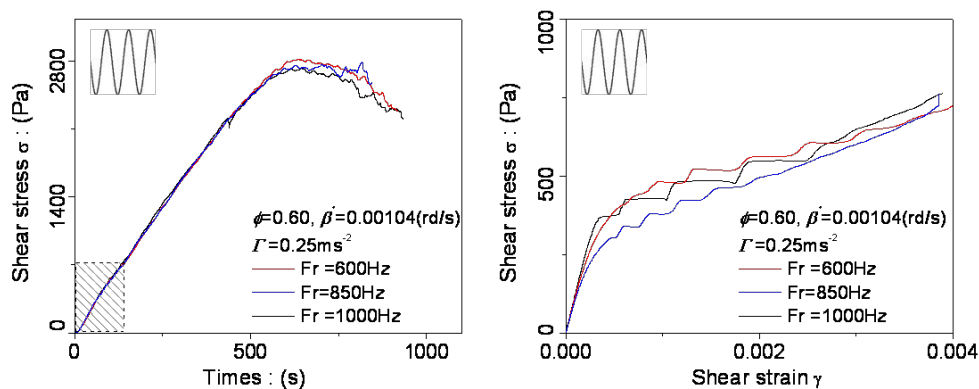 2800
1400
0
Shear stress σ : (Pa)
ϕ=0.60, β̇=0.00104(rd/s)
Γ=0.25ms⁻²
Fr =600Hz
Fr=850Hz
Fr =1000Hz
0
250
500
750
1000
Times : (s)
1000
500
0
Shear stress σ : (Pa)
ϕ=0.60, β̇=0.00104(rd/s)
Γ=0.25ms⁻²
Fr =600Hz
Fr=850Hz
Fr =1000Hz
0.000
0.002
0.004
Shear strain γ